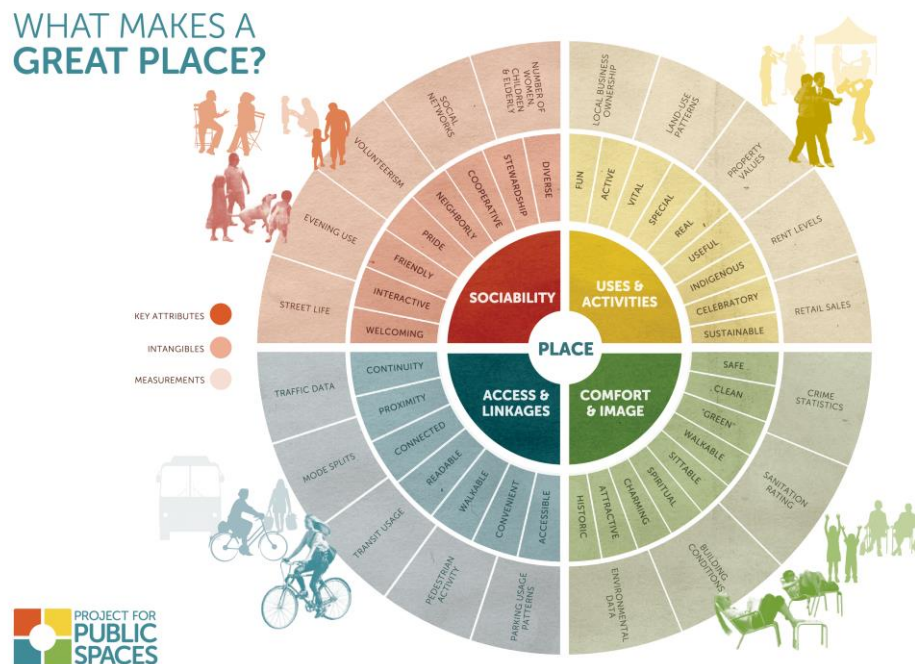 WHAT MAKES A
GREAT PLACE?
KEY ATTRIBUTES
INTANGIBLES
MEASUREMENTS
PLACE
SOCIABILITY
WELCOMING
INTERACTIVE
FRIENDLY
PRIDE
NEIGHBORLY
COOPERATIVE
STEWARDSHIP
DIVERSE
STREET LIFE
EVENING USE
VOLUNTEERISM
SOCIAL
NETWORKS
NUMBER OF
WOMEN,
CHILDREN
& ELDERLY
USES &
ACTIVITIES
FUN
ACTIVE
VITAL
SPECIAL
REAL
USEFUL
INDIGENOUS
CELEBRATORY
SUSTAINABLE
LOCAL BUSINESS
OWNERSHIP
LAND-USE
PATTERNS
PROPERTY
VALUES
RENT LEVELS
RETAIL SALES
COMFORT
& IMAGE
SAFE
CLEAN
"GREEN"
WALKABLE
SITTABLE
SPIRITUAL
CHARMING
ATTRACTIVE
HISTORIC
CRIME
STATISTICS
SANITATION
RATING
BUILDING
CONDITIONS
ENVIRONMENTAL
DATA
ACCESS &
LINKAGES
CONTINUITY
PROXIMITY
CONNECTED
READABLE
WALKABLE
CONVENIENT
ACCESSIBLE
TRAFFIC DATA
MODE SPLITS
TRANSIT USAGE
PEDESTRIAN
ACTIVITY
PARKING USAGE
PATTERNS
PROJECT FOR
PUBLIC
SPACES